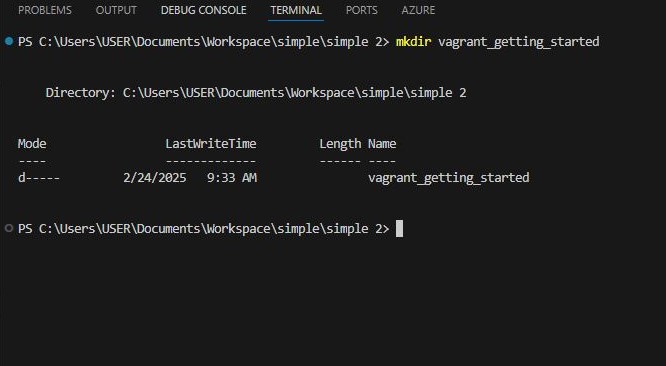 PROBLEMS OUTPUT DEBUG CONSOLE TERMINAL PORTS AZURE
PS C:\Users\USER\Documents\Workspace\simple\simple 2> mkdir vagrant_getting_started
Directory: C:\Users\USER\Documents\Workspace\simple\simple 2
Mode LastWriteTime Length Name
---- ------------- ------ ----
d----- 2/24/2025 9:33 AM vagrant_getting_started
PS C:\Users\USER\Documents\Workspace\simple\simple 2>